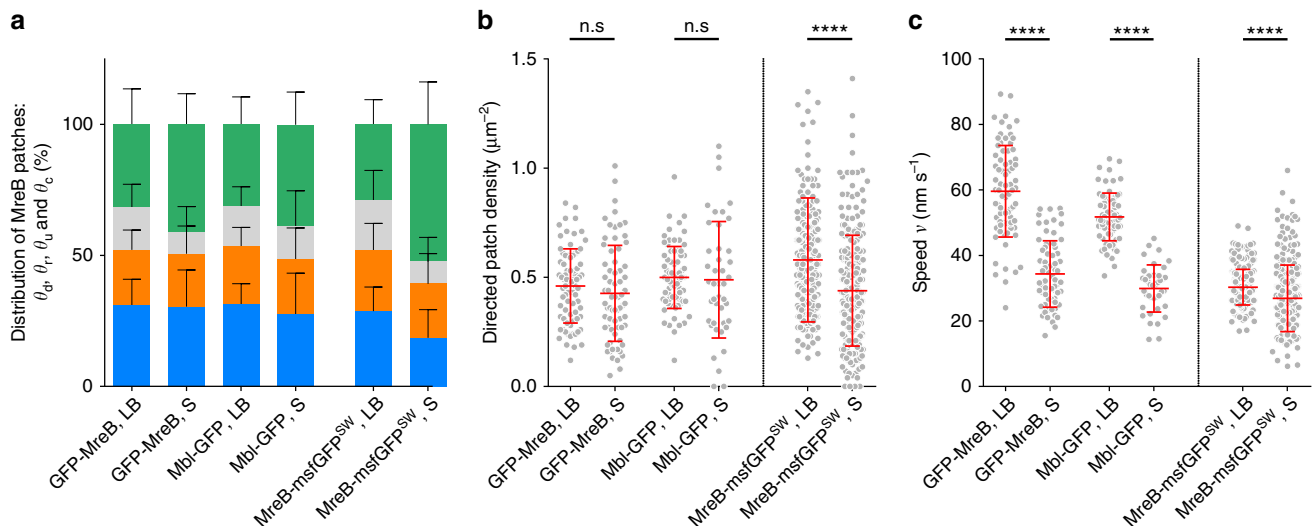 a
Distribution of MreB patches:
θd, θr, θu and θc (%)
100
50
0
GFP-MreB, LB
GFP-MreB, S
Mbl-GFP, LB
Mbl-GFP, S
MreB-msfGFPSW, LB
MreB-msfGFPSW, S
b
n.s
n.s
****
Directed patch density (μm−2)
1.5
1.0
0.5
0.0
GFP-MreB, LB
GFP-MreB, S
Mbl-GFP, LB
Mbl-GFP, S
MreB-msfGFPSW, LB
MreB-msfGFPSW, S
c
****
****
****
Speed ν (nm s−1)
100
80
60
40
20
0
GFP-MreB, LB
GFP-MreB, S
Mbl-GFP, LB
Mbl-GFP, S
MreB-msfGFPSW, LB
MreB-msfGFPSW, S